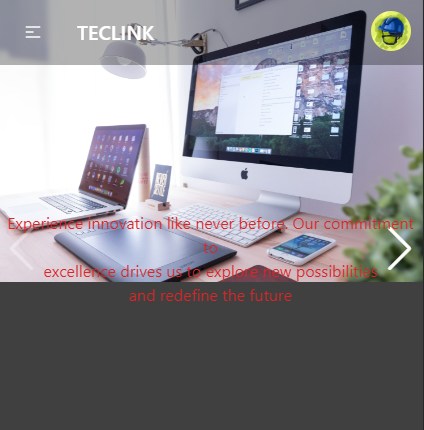 TECLINK
Experience innovation like never before. Our commitment
to
excellence drives us to explore new possibilities
and redefine the future